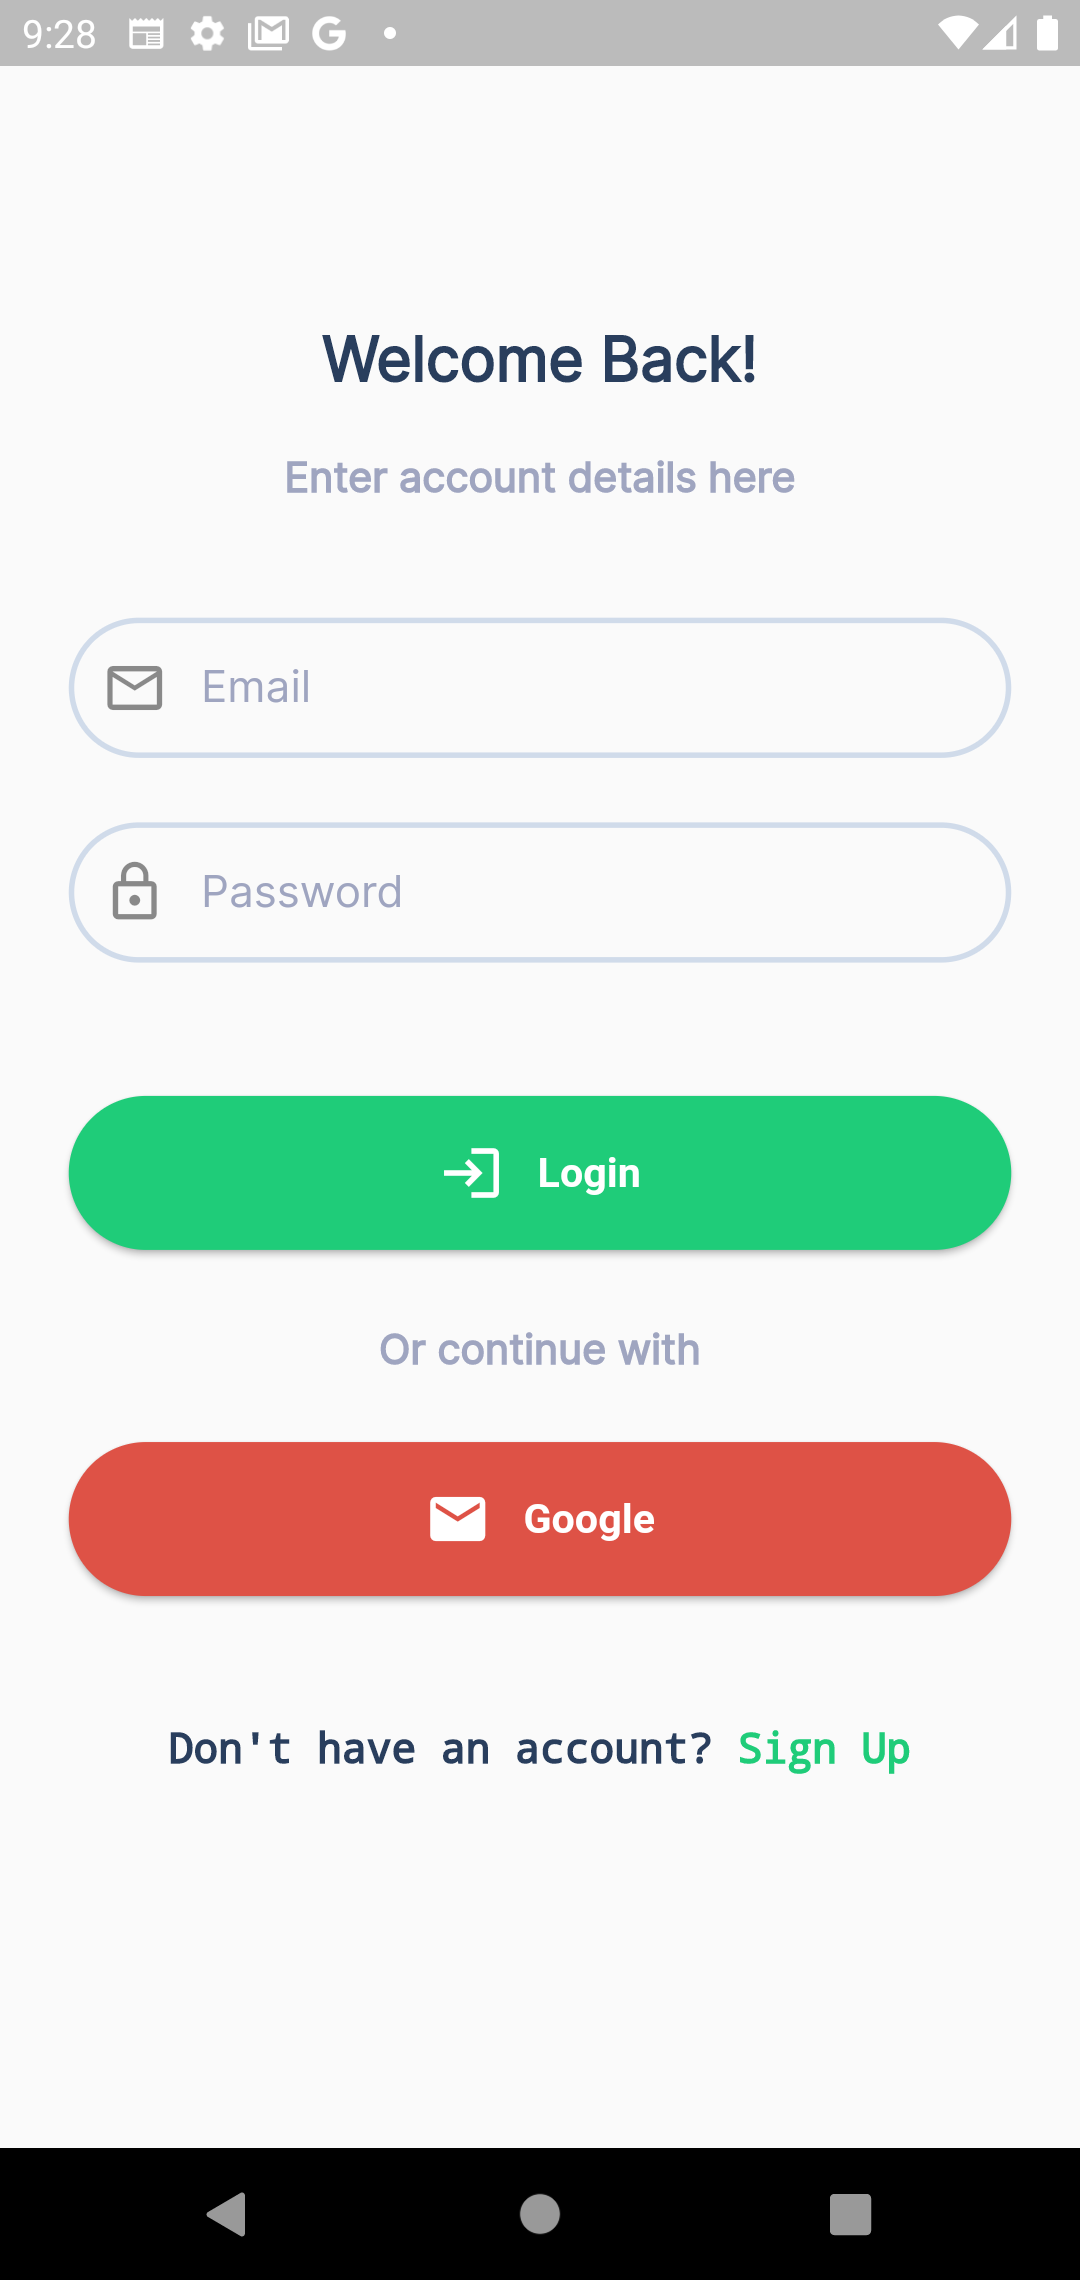 9:28
Welcome Back!
Enter account details here
Email
Password
Login
Or continue with
Google
Don't have an account? Sign Up